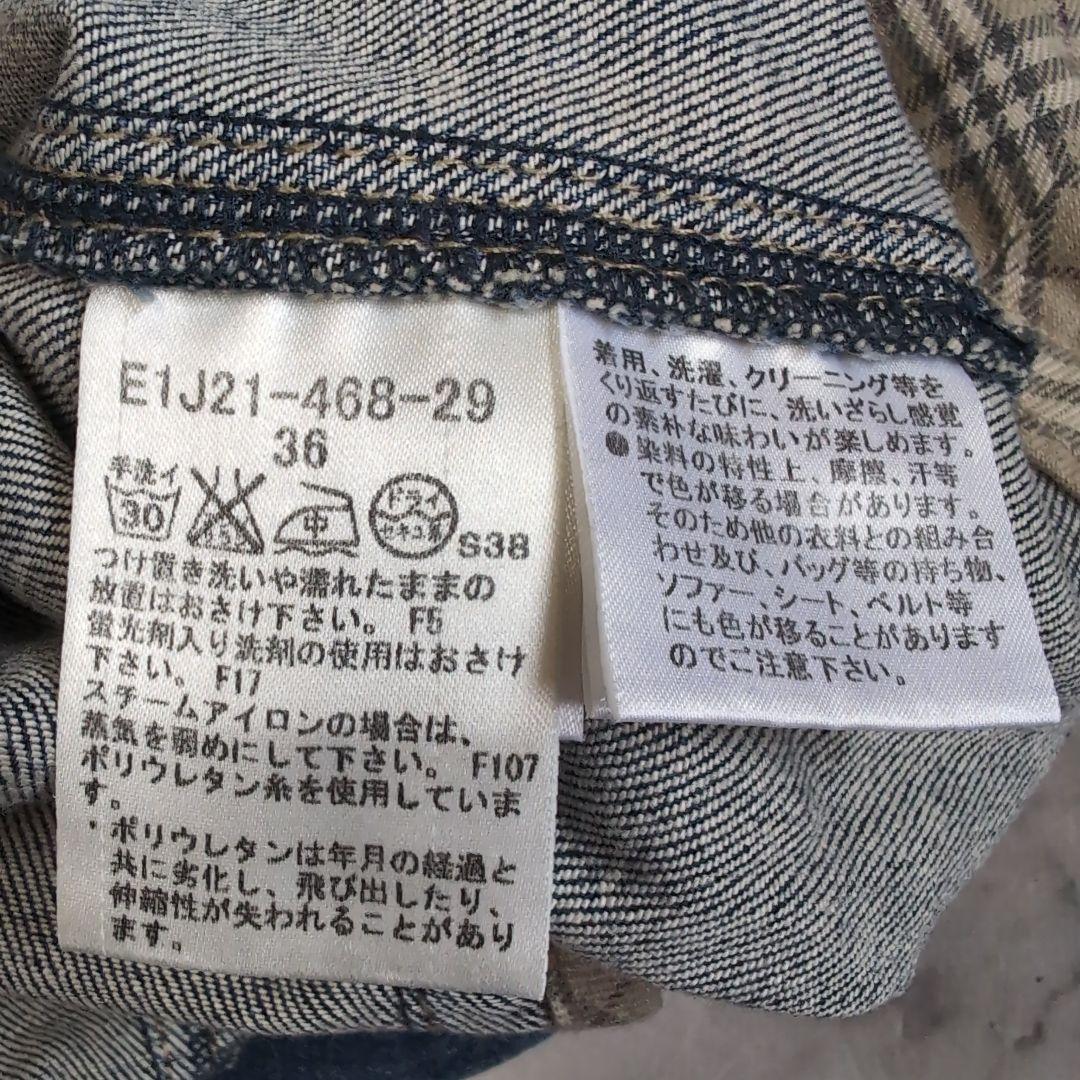 E1J21-468-29
36
手洗イ
30
エンソ
中
ドライ
セキユ系
S38
つけ置き洗いや濡れたままの
放置はおさけ下さい。 F5
蛍光剤入り洗剤の使用はおさけ
下さい。 F17
スチームアイロンの場合は、
蒸気を弱めにして下さい。 F107
ポリウレタン糸を使用していま
す。
・ポリウレタンは年月の経過と
共に劣化し、飛び出したり、
伸縮性が失われることがあり
ます。
着用、洗濯、クリーニング等を
くり返すたびに、洗いざらし感覚
の素朴な味わいが楽しめます。
染料の特性上、摩擦、汗等
で色が移る場合があります。
そのため他の衣料との組み合
わせ及び、バッグ等の持ち物、
ソファー、シート、ベルト等
にも色が移ることがあります
のでご注意下さい。